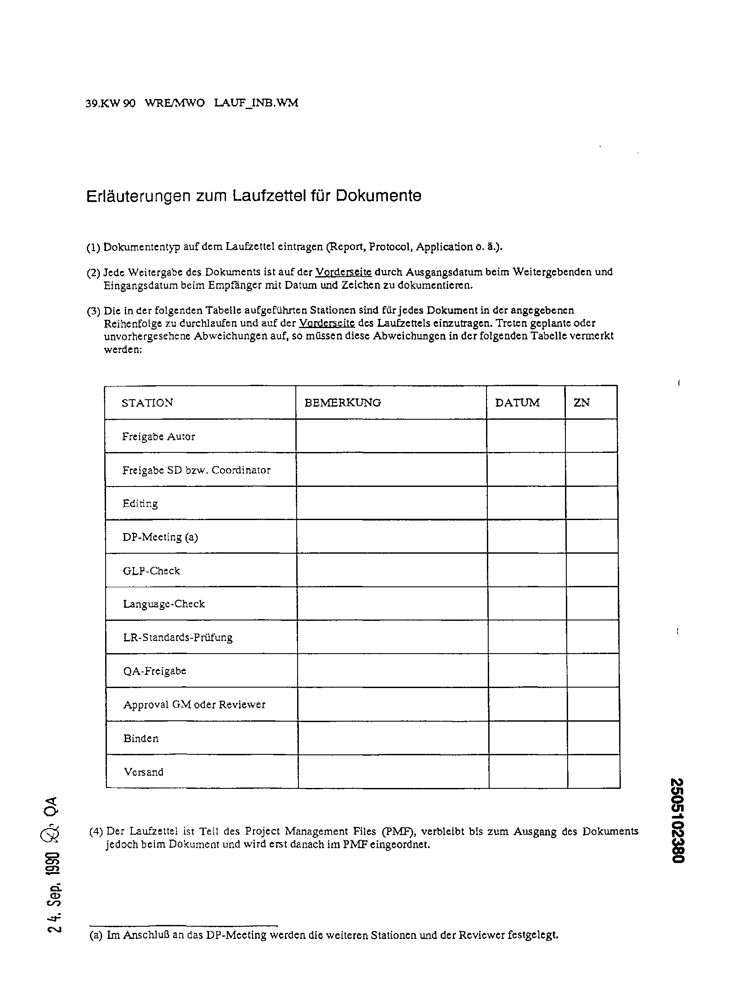 39.KW 90 WRE/MWO LAUF_INB.WM
Erläuterungen zum Laufzettel für Dokumente
(1) Dokumententyp auf dem Laufzettel eintragen (Report, Protocol, Application o. ä.).
(2) Jede Weitergabe des Dokuments ist auf der Vorderseite durch Ausgangsdatum beim Weitergebenden und
Eingangsdatum beim Empfänger mit Datum und Zeichen zu dokumentieren.
(3) Die in der folgenden Tabelle aufgeführten Stationen sind für jedes Dokument in der angegebenen
Reihenfolge zu durchlaufen und auf der Vorderseite des Laufzettels einzutragen. Treten geplante oder
unvorhergesehene Abweichungen auf, so müssen diese Abweichungen in der folgenden Tabelle vermerkt
werden:
STATION BEMERKUNG DATUM ZN
Freigabe Autor
Freigabe SD bzw. Coordinator
Editing
DP-Meeting (a)
GLP-Check
Language-Check
LR-Standards-Prüfung
QA-Freigabe
Approval GM oder Reviewer
Binden
Versand
(4) Der Laufzettel ist Teil des Project Management Files (PMF), verbleibt bis zum Ausgang des Dokuments
jedoch beim Dokument und wird erst danach im PMF eingeordnet.
(a) Im Anschluß an das DP-Meeting werden die weiteren Stationen und der Reviewer festgelegt.
24. Sep. 1990 QA
2505102380